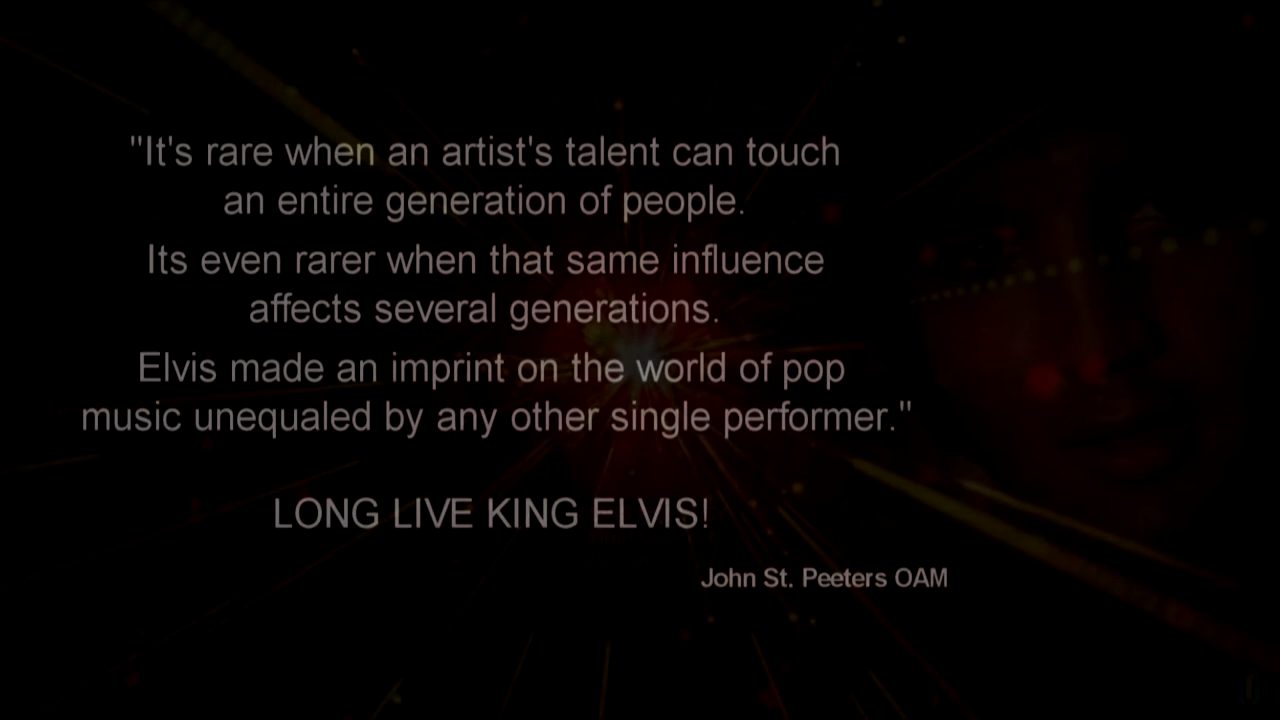 "It's rare when an artist's talent can touch
an entire generation of people.
Its even rarer when that same influence
affects several generations.
Elvis made an imprint on the world of pop
music unequaled by any other single performer."
LONG LIVE KING ELVIS!
John St. Peeters OAM